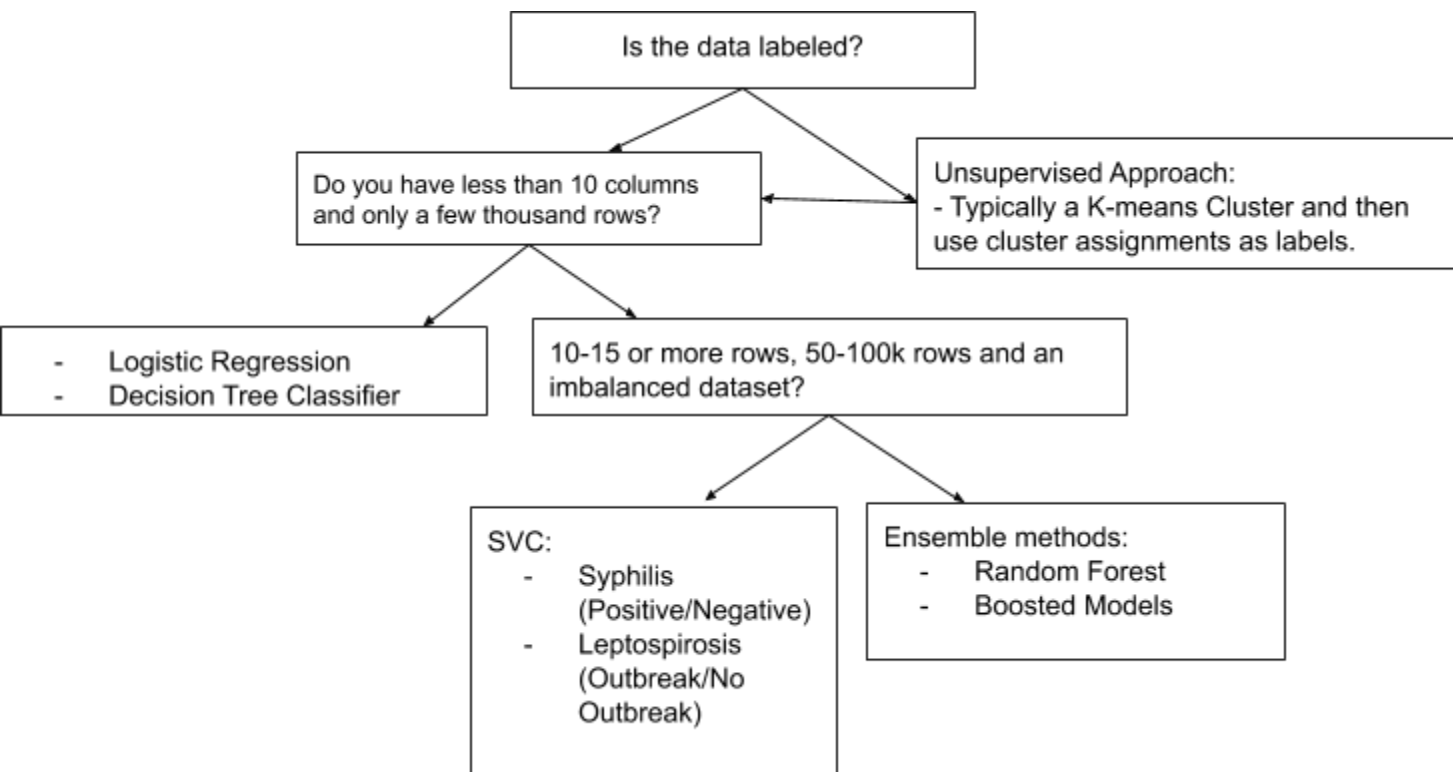 Is the data labeled?
Do you have less than 10 columns
and only a few thousand rows?
Unsupervised Approach:
- Typically a K-means Cluster and then
use cluster assignments as labels.
- Logistic Regression
- Decision Tree Classifier
10-15 or more rows, 50-100k rows and an
imbalanced dataset?
SVC:
- Syphilis
(Positive/Negative)
- Leptospirosis
(Outbreak/No
Outbreak)
Ensemble methods:
- Random Forest
- Boosted Models